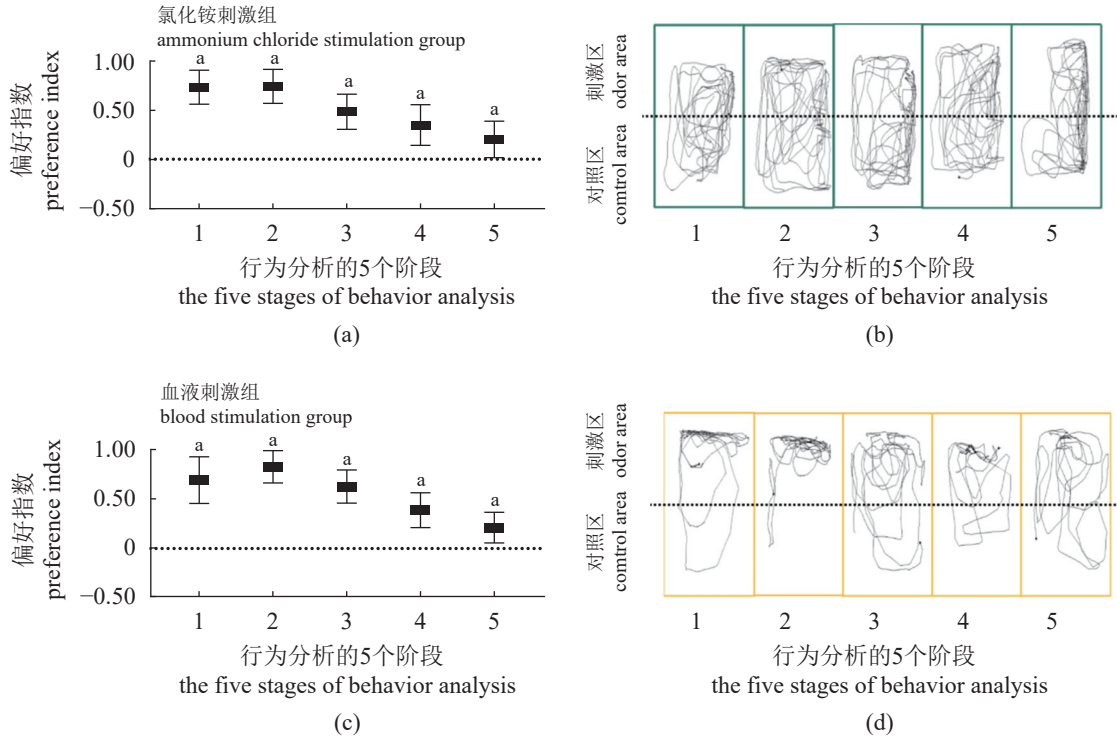 氯化铵刺激组
ammonium chloride stimulation group
偏好指数
preference index
1.00
0.50
0
−0.50
a a a a a
1 2 3 4 5
行为分析的5个阶段
the five stages of behavior analysis
(a)
刺激区
odor area
对照区
comtrol area
1 2 3 4 5
行为分析的5个阶段
the five stages of behavior analysis
(b)
血液刺激组
blood stimulation group
偏好指数
preference index
1.00
0.50
0
−0.50
a a a a a
1 2 3 4 5
行为分析的5个阶段
the five stages of behavior analysis
(c)
刺激区
odor area
对照区
comtrol area
1 2 3 4 5
行为分析的5个阶段
the five stages of behavior analysis
(d)